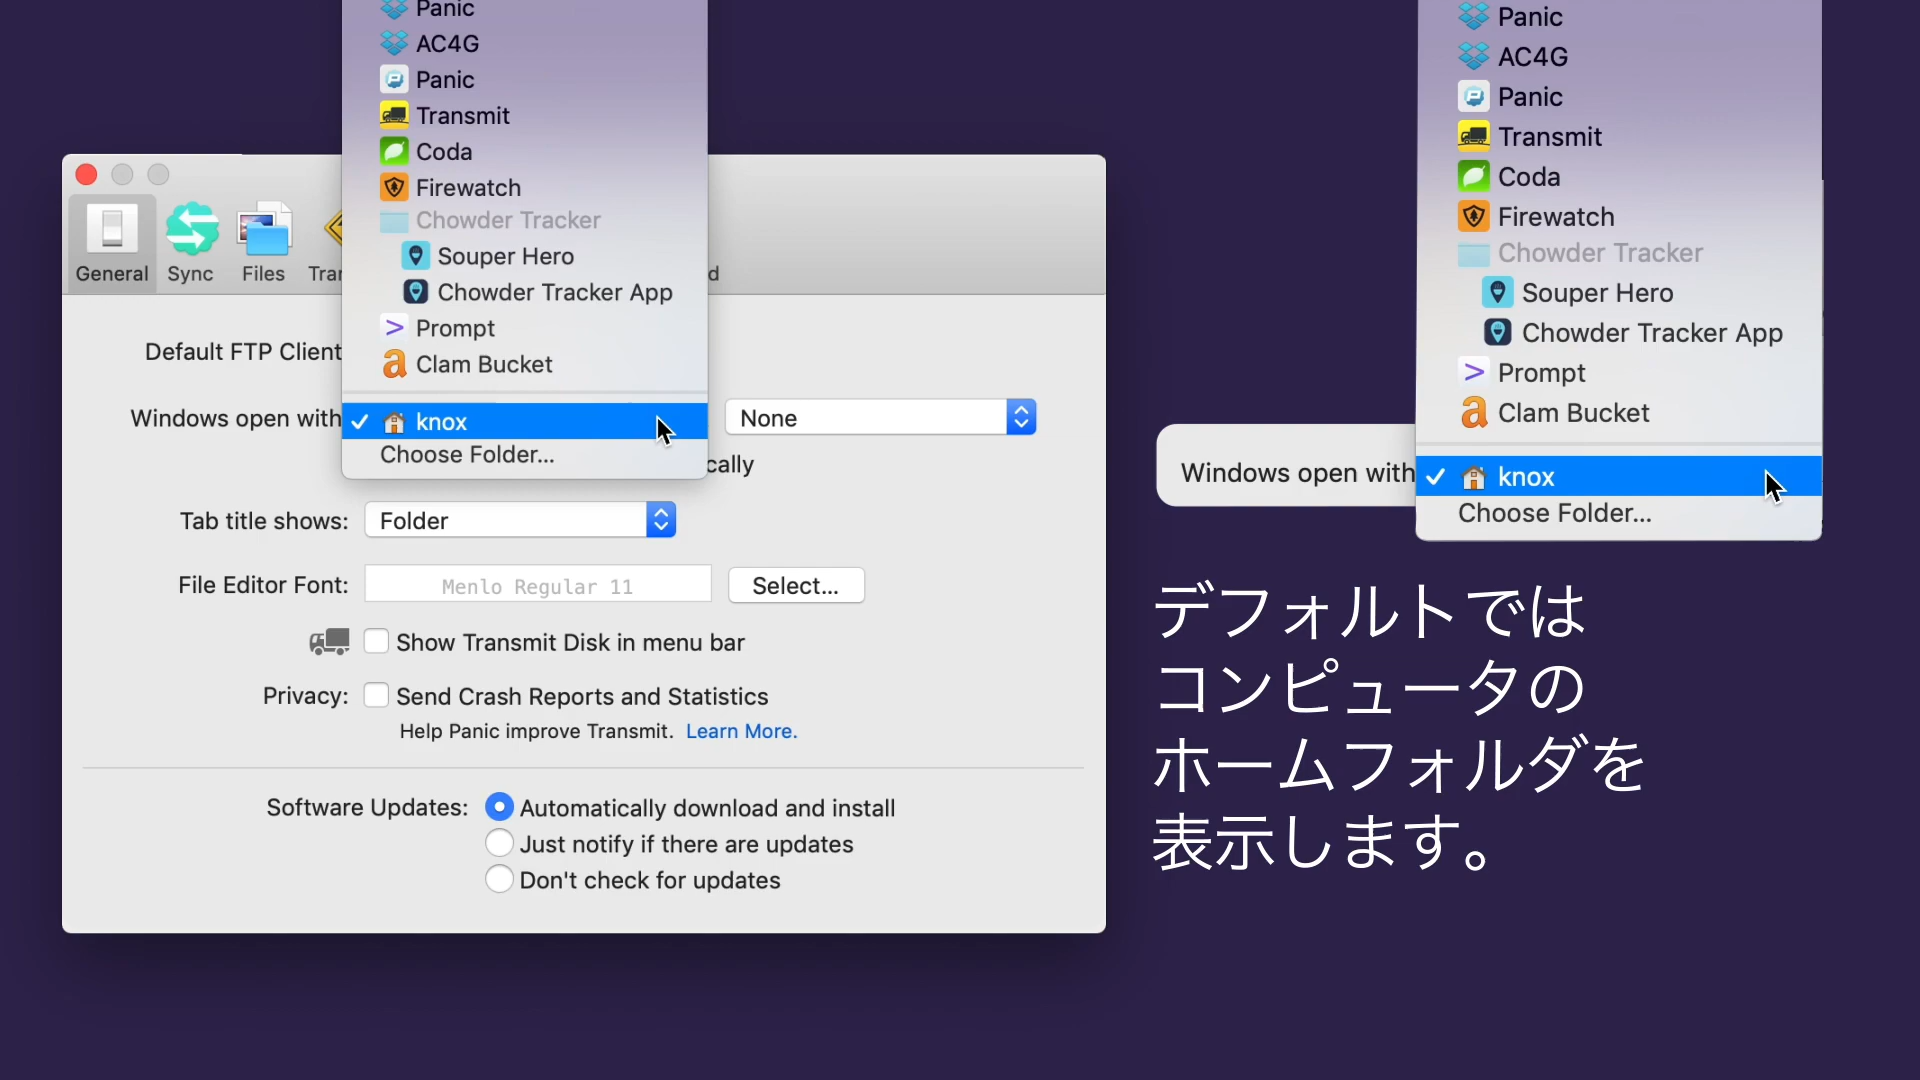 Panic
AC4G
Panic
Transmit
Coda
Firewatch
Chowder Tracker
Souper Hero
Chowder Tracker App
Prompt
Clam Bucket
knox
Choose Folder...
General
Sync
Files
Default FTP Client
Windows open with
None
cally
Tab title shows:
Folder
File Editor Font:
Menlo Regular 11
Select...
Show Transmit Disk in menu bar
Privacy:
Send Crash Reports and Statistics
Help Panic improve Transmit. Learn More.
Software Updates:
Automatically download and install
Just notify if there are updates
Don't check for updates
Panic
AC4G
Panic
Transmit
Coda
Firewatch
Chowder Tracker
Souper Hero
Chowder Tracker App
Prompt
Clam Bucket
Windows open with
knox
Choose Folder...
デフォルトでは
コンピュータの
ホームフォルダを
表示します。